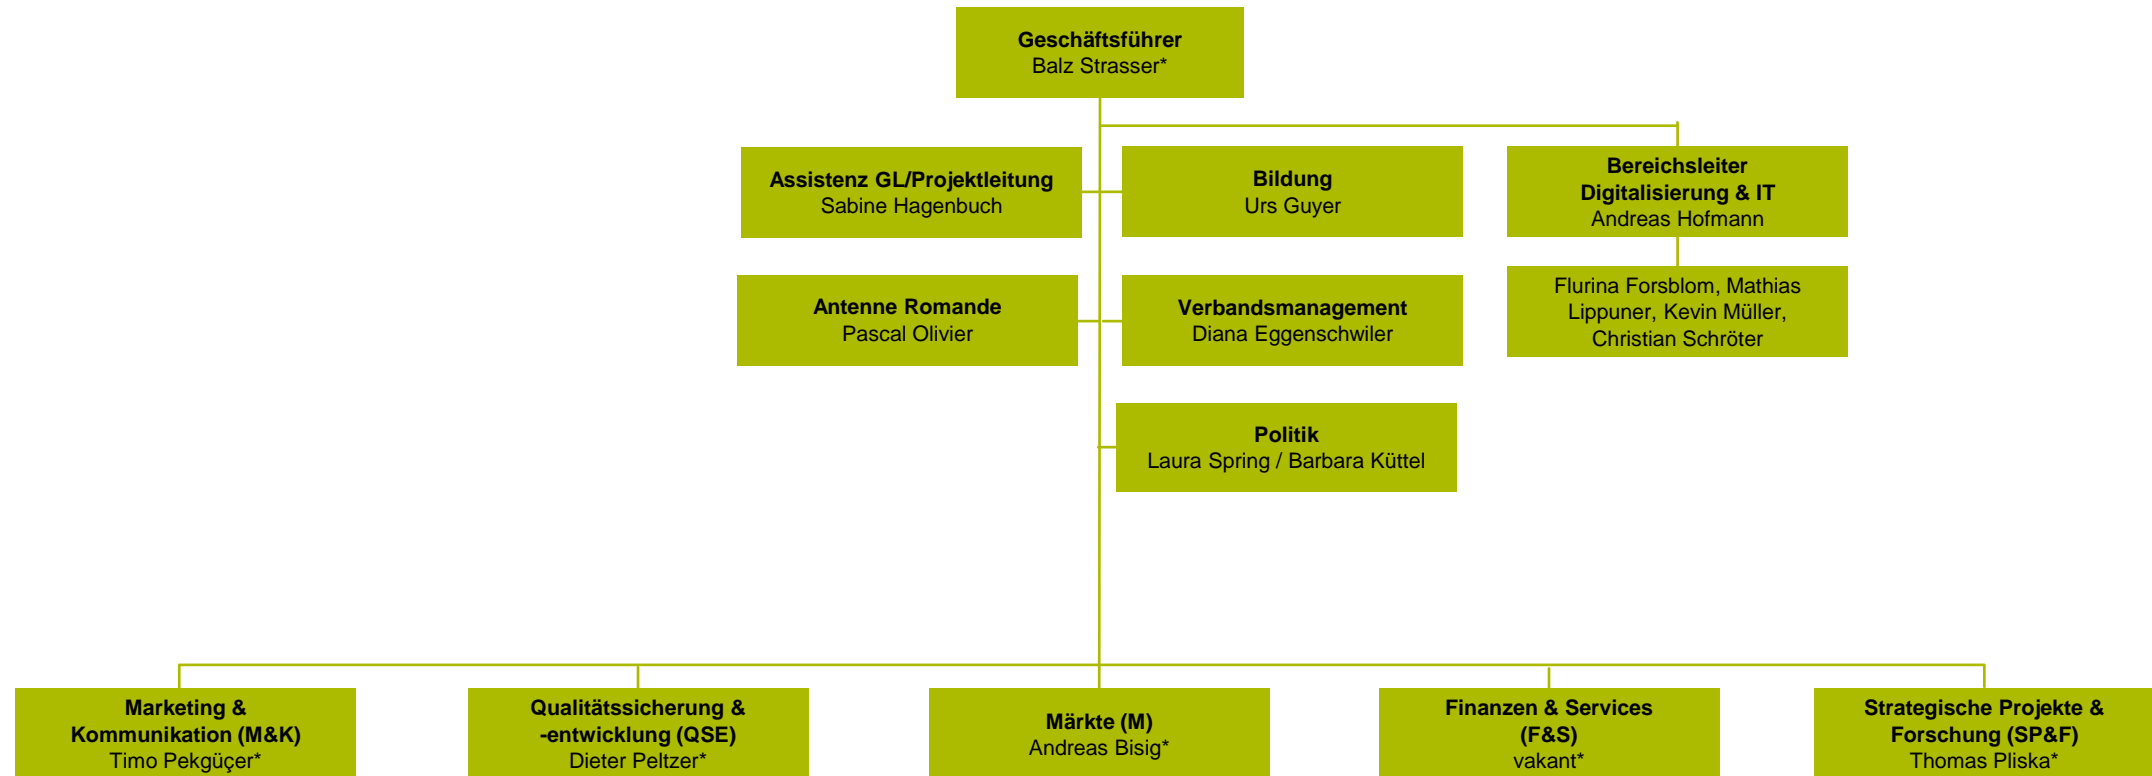 Geschäftsführer
Balz Strasser*
Assistenz GL/Projektleitung
Sabine Hagenbuch
Bildung
Urs Guyer
Bereichsleiter
Digitalisierung & IT
Andreas Hofmann
Antenne Romande
Pascal Olivier
Verbandsmanagement
Diana Eggenschwiler
Flurina Forsblom, Mathias
Lippuner, Kevin Müller,
Christian Schröter
Politik
Laura Spring / Barbara Küttel
Marketing &
Kommunikation (M&K)
Timo Pekgüçer*
Qualitätssicherung &
-entwicklung (QSE)
Dieter Peltzer*
Märkte (M)
Andreas Bisig*
Finanzen & Services
(F&S)
vakant*
Strategische Projekte &
Forschung (SP&F)
Thomas Pliska*